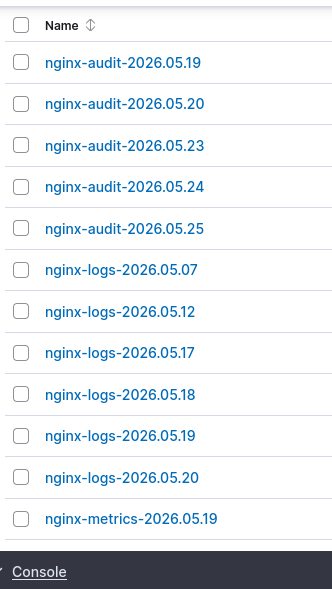 Name
nginx-audit-2026.05.19
nginx-audit-2026.05.20
nginx-audit-2026.05.23
nginx-audit-2026.05.24
nginx-audit-2026.05.25
nginx-logs-2026.05.07
nginx-logs-2026.05.12
nginx-logs-2026.05.17
nginx-logs-2026.05.18
nginx-logs-2026.05.19
nginx-logs-2026.05.20
nginx-metrics-2026.05.19
Console